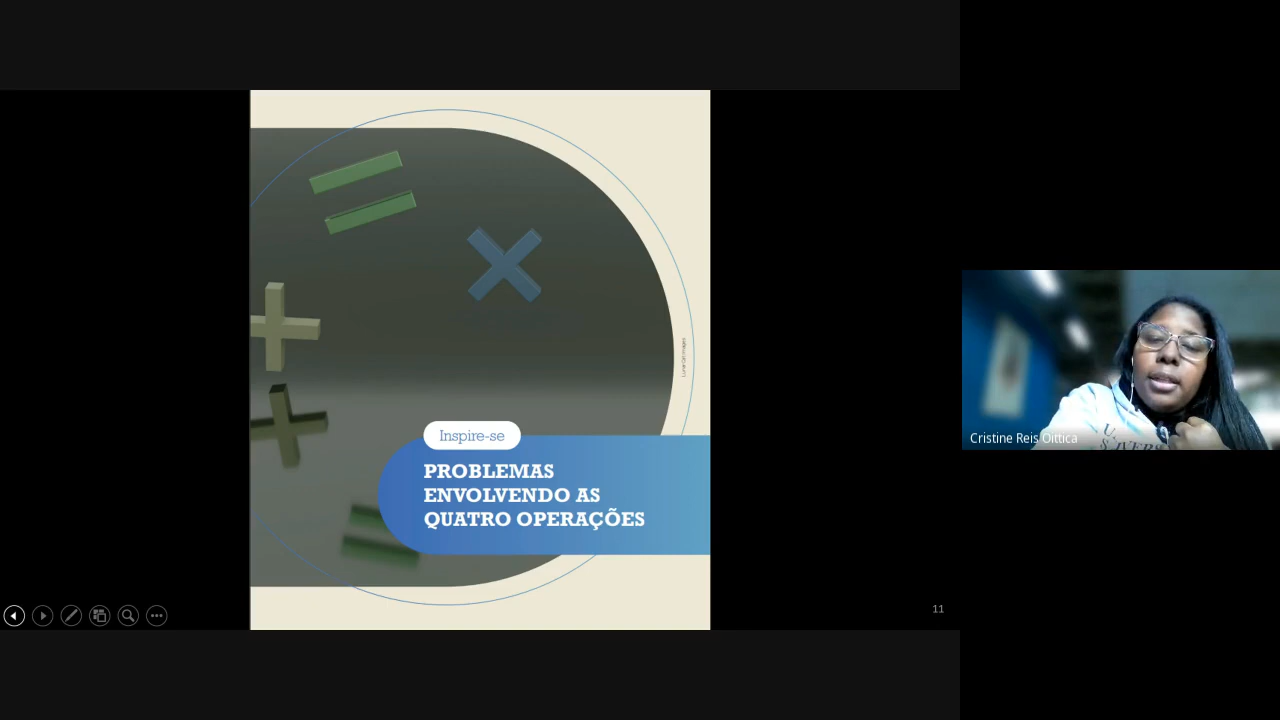 Inspire-se
PROBLEMAS
ENVOLVENDO AS
QUATRO OPERAÇÕES
11
Cristine Reis Oittica